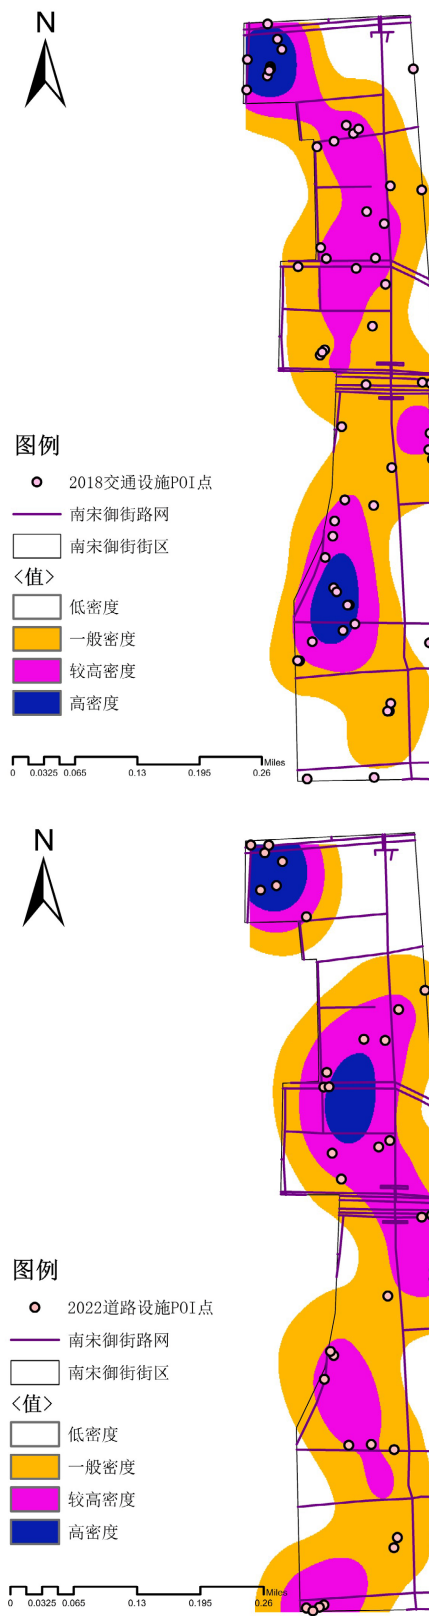 N
图例
2018交通设施POI点
南宋御街路网
南宋御街街区
<值>
低密度
一般密度
较高密度
高密度
Miles
0 0.0325 0.065 0.13 0.195 0.26
N
图例
2022道路设施POI点
南宋御街路网
南宋御街街区
<值>
低密度
一般密度
较高密度
高密度
Miles
0 0.0325 0.065 0.13 0.195 0.26